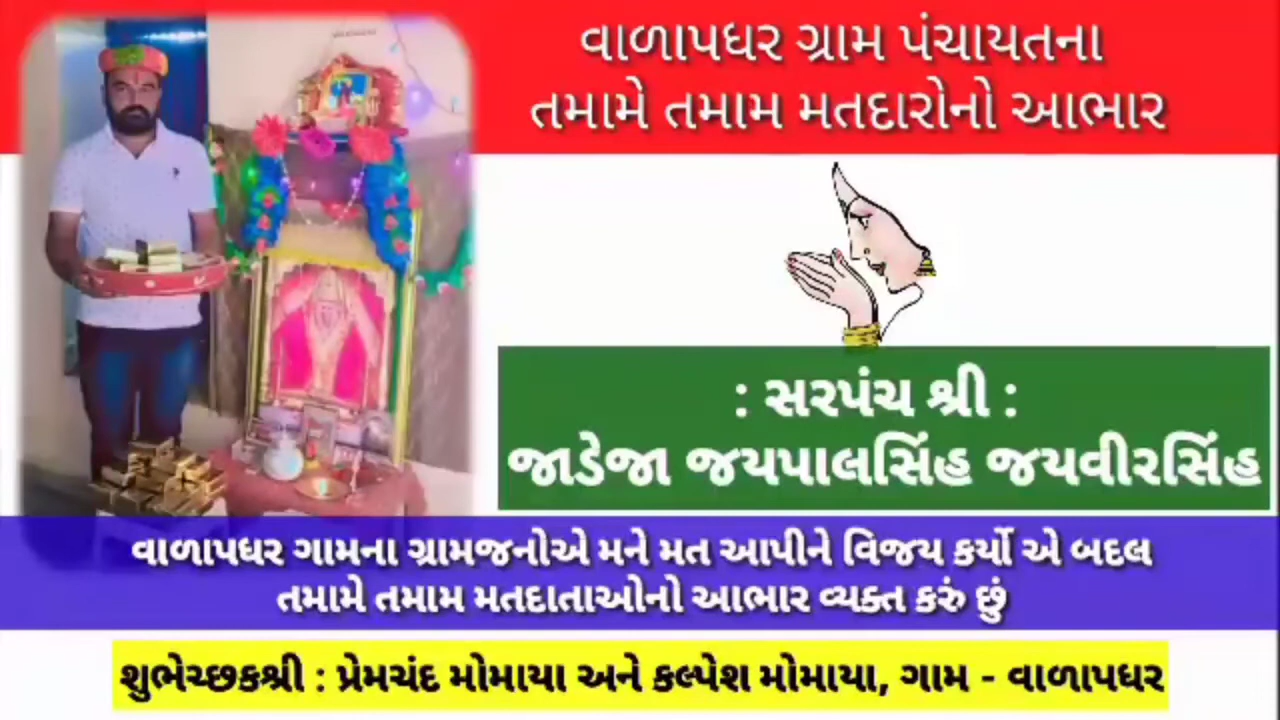 વાળાપધર ગ્રામ પંચાયતના
તમામે તમામ મતદારોનો આભાર
: સરપંચ શ્રી :
જાડેજા જયપાલસિંહ જયવીરસિંહ
વાળાપધર ગામના ગ્રામજનોએ મને મત આપીને વિજય કર્યો એ બદલ
તમામે તમામ મતદાતાઓનો આભાર વ્યક્ત કરું છું
શુભેચ્છકશ્રી : પ્રેમચંદ મોમાયા અને કલ્પેશ મોમાયા, ગામ - વાળાપધર